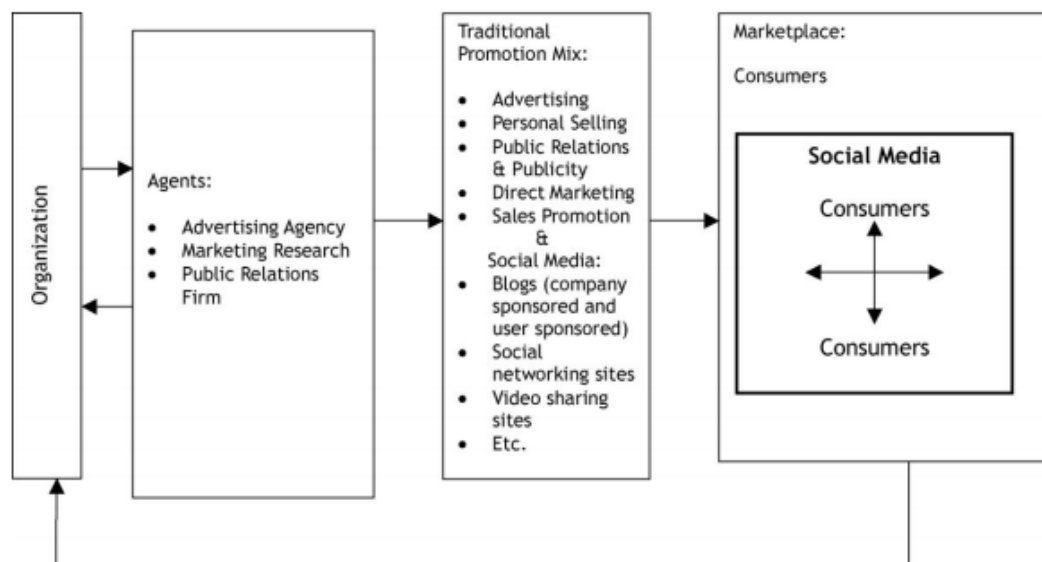 Organization
Agents:
• Advertising Agency
• Marketing Research
• Public Relations
Firm
Traditional
Promotion Mix:
• Advertising
• Personal Selling
• Public Relations
& Publicity
• Direct Marketing
• Sales Promotion
&
Social Media:
• Blogs (company
sponsored and
user sponsored)
• Social
networking sites
• Video sharing
sites
• Etc.
Marketplace:
Consumers
Social Media
Consumers
Consumers